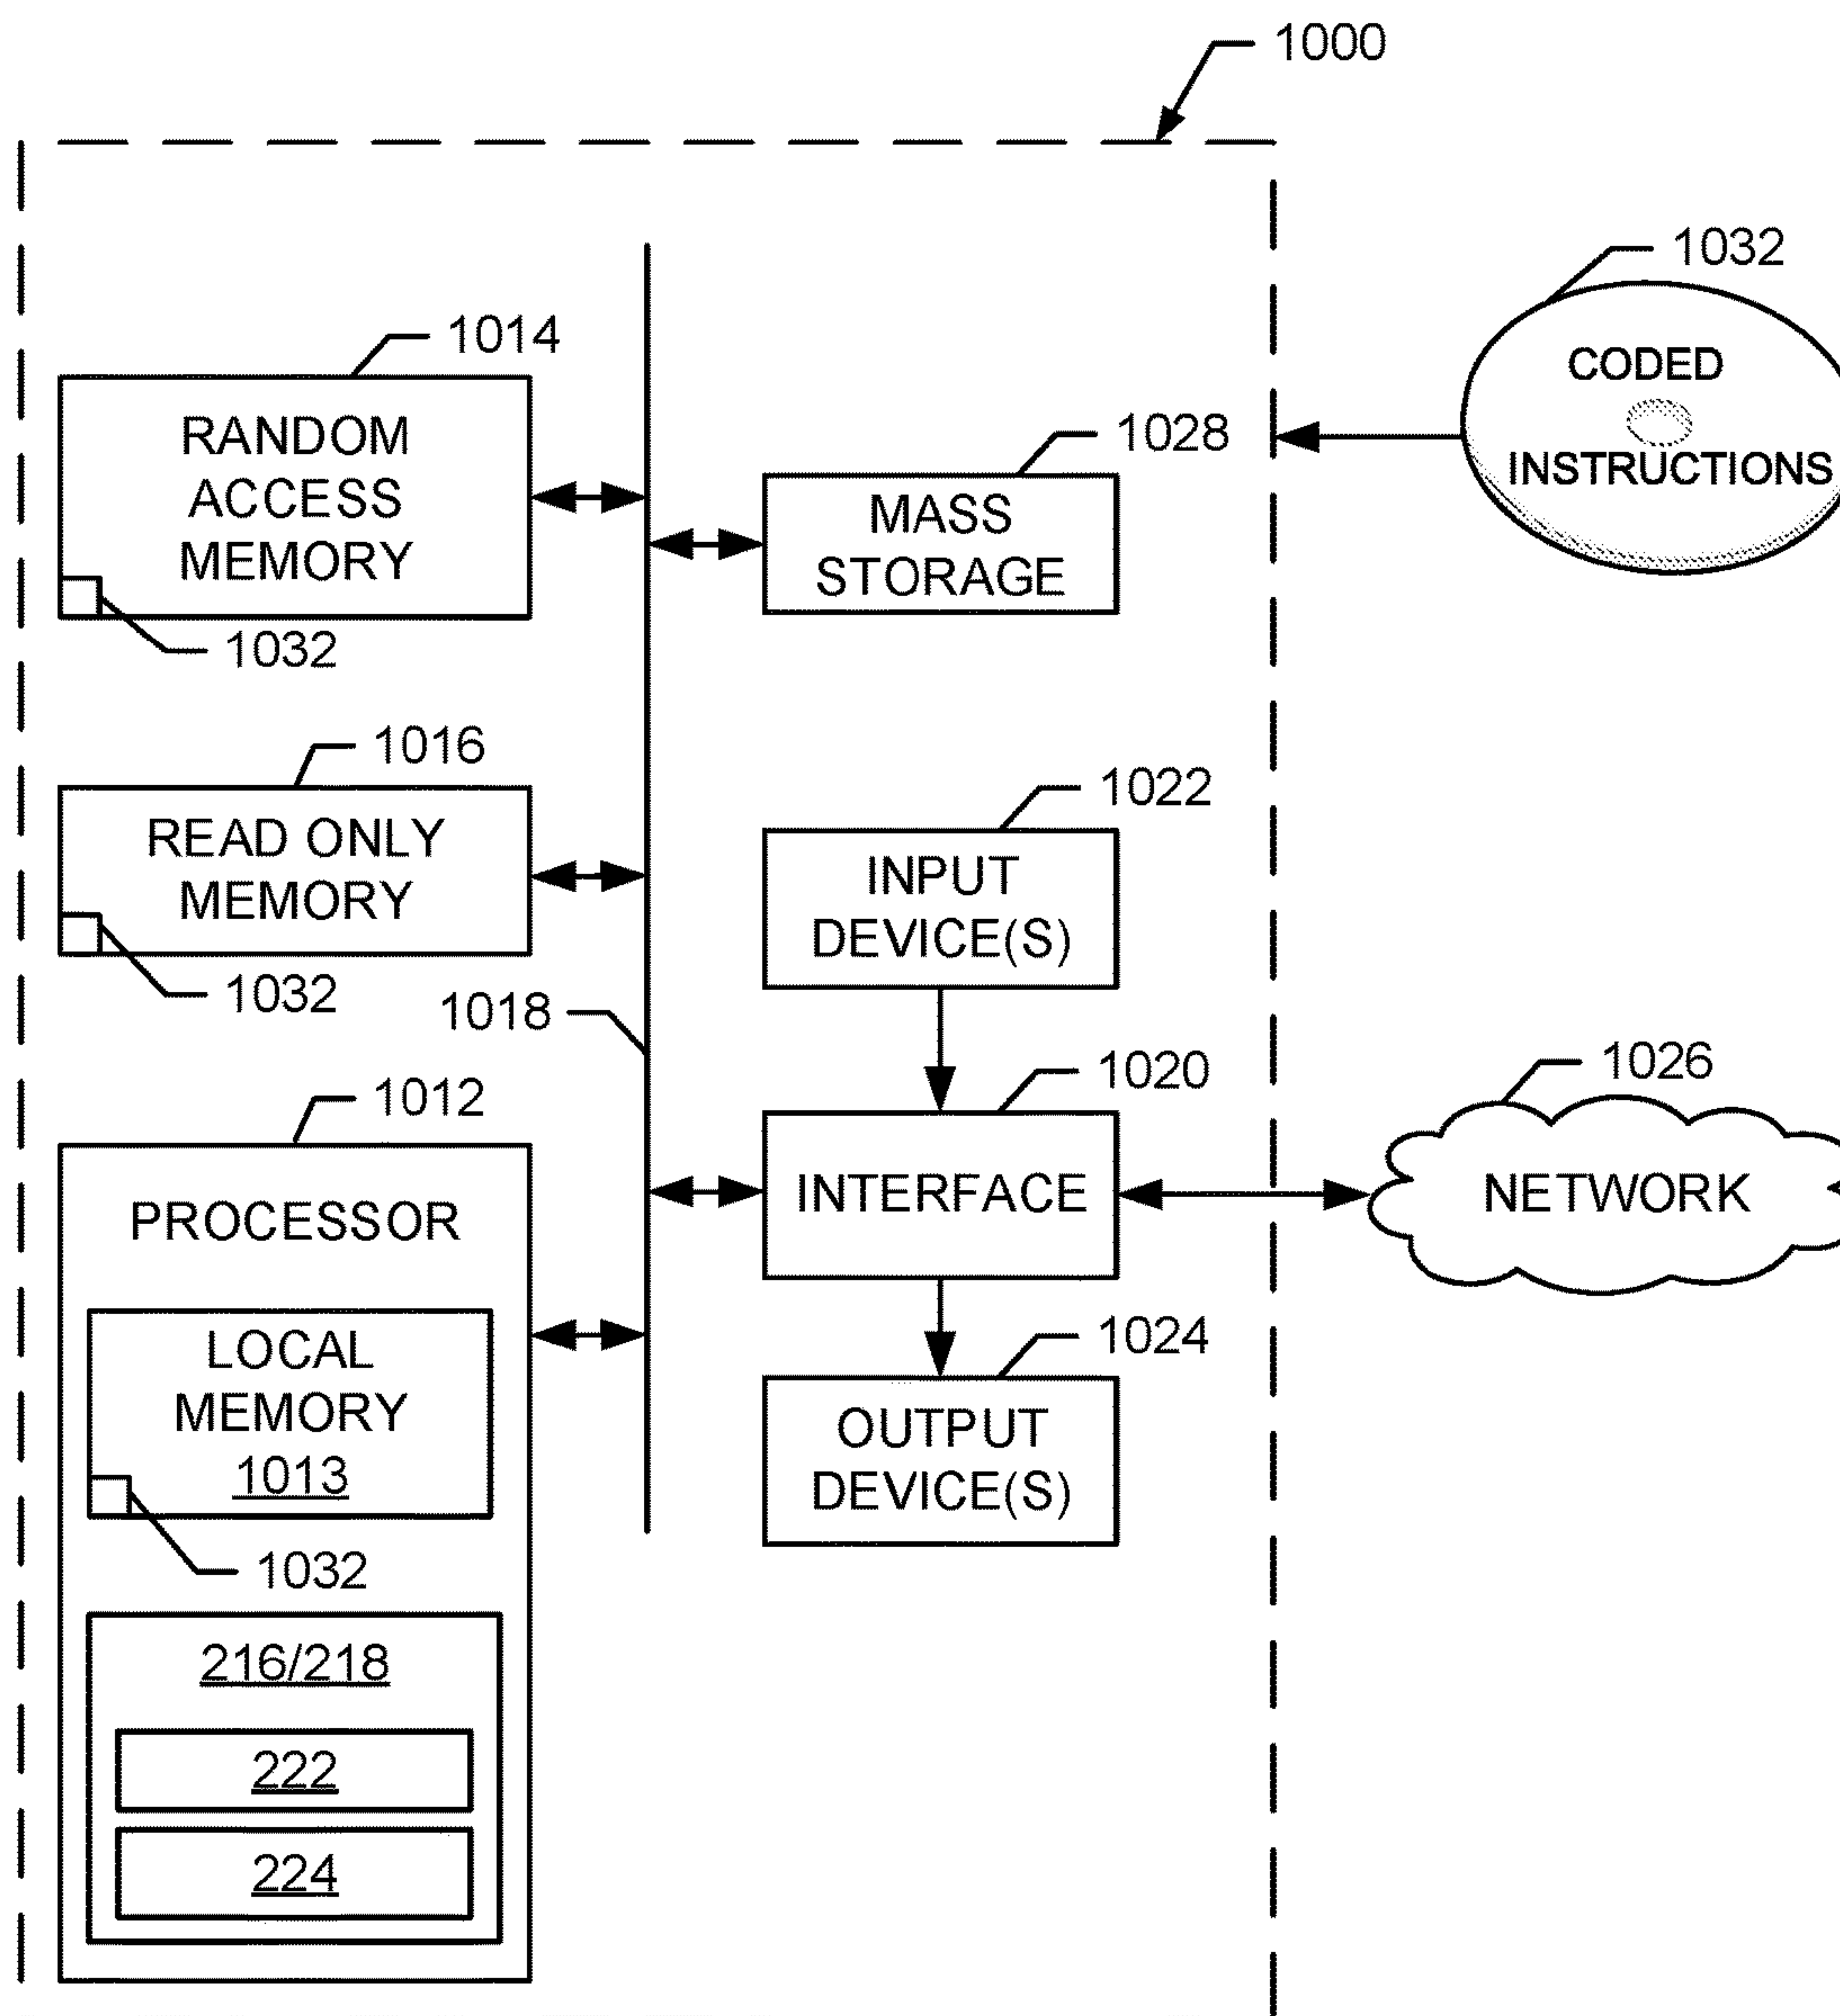 1000
1032
CODED
INSTRUCTIONS
1014
RANDOM
ACCESS
MEMORY
1032
1028
MASS
STORAGE
1016
READ ONLY
MEMORY
1032
1022
INPUT
DEVICE(S)
1018
1020
INTERFACE
1026
NETWORK
1012
PROCESSOR
LOCAL
MEMORY
1013
1032
1024
OUTPUT
DEVICE(S)
216/218
222
224